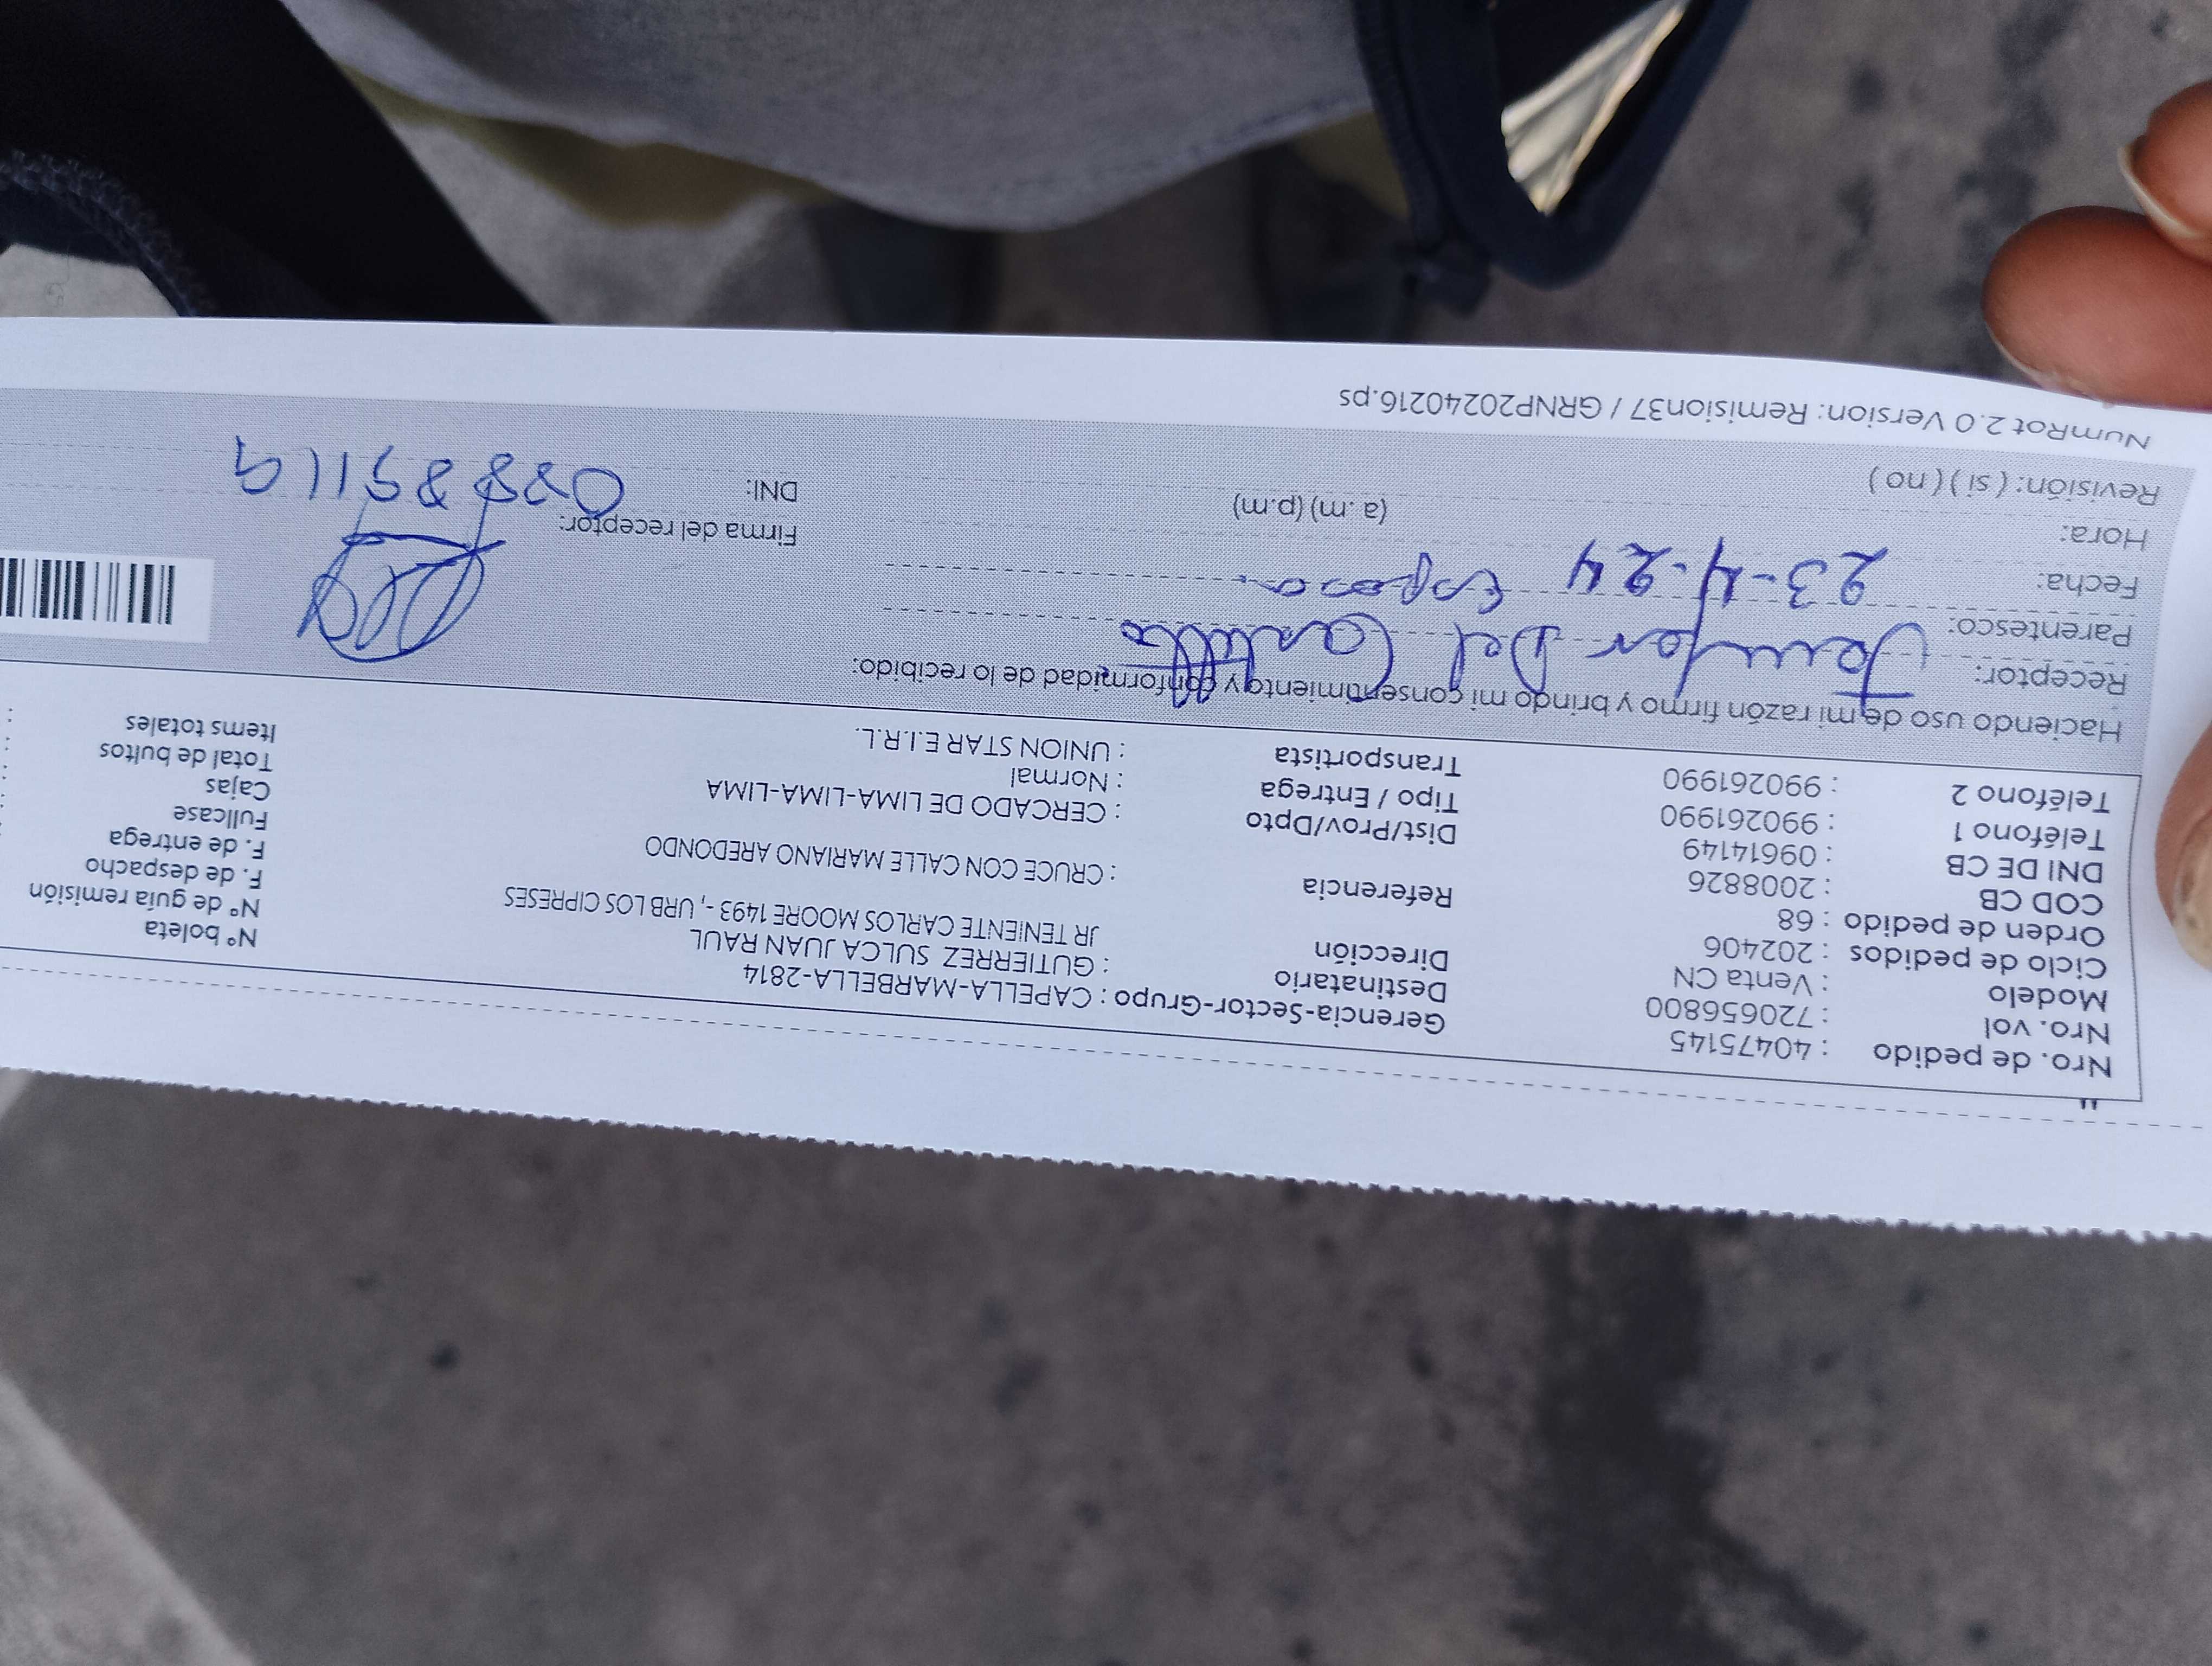 Nro. de pedido : 40475145
Nro. vol : 720656800
Modelo : Venta CN
Ciclo de pedidos : 202406
Orden de pedido : 68
COD CB : 2008826
DNI DE CB : 09614149
Teléfono 1 : 990261990
Teléfono 2 : 990261990
Gerencia-Sector-Grupo : CAPELLA-MARBELLA-2814
Destinatario : GUTIERREZ SULCA JUAN RAUL
Dirección JR TENIENTE CARLOS MOORE 1493 -, URB LOS CIPRESES
Referencia : CRUCE CON CALLE MARIANO AREDONDO
Dist/Prov/Dpto : CERCADO DE LIMA-LIMA-LIMA
Tipo / Entrega : Normal
Transportista : UNION STAR E.I.R.L.
N° boleta
N° de guía remisión
F. de despacho
F. de entrega
Fullcase
Cajas :
Total de bultos :
Items totales :
Haciendo uso de mi razón firmo y brindo mi consentimiento y conformidad de lo recibido:
Receptor: Del Castillo
Parentesco: Esposa
Fecha: 23-4-24
Hora: (a.m) (p.m)
Revisión: ( si ) ( no )
Firma del receptor:
DNI:
NumRot 2.0 Version: Remision37 / GRNP20240216.ps